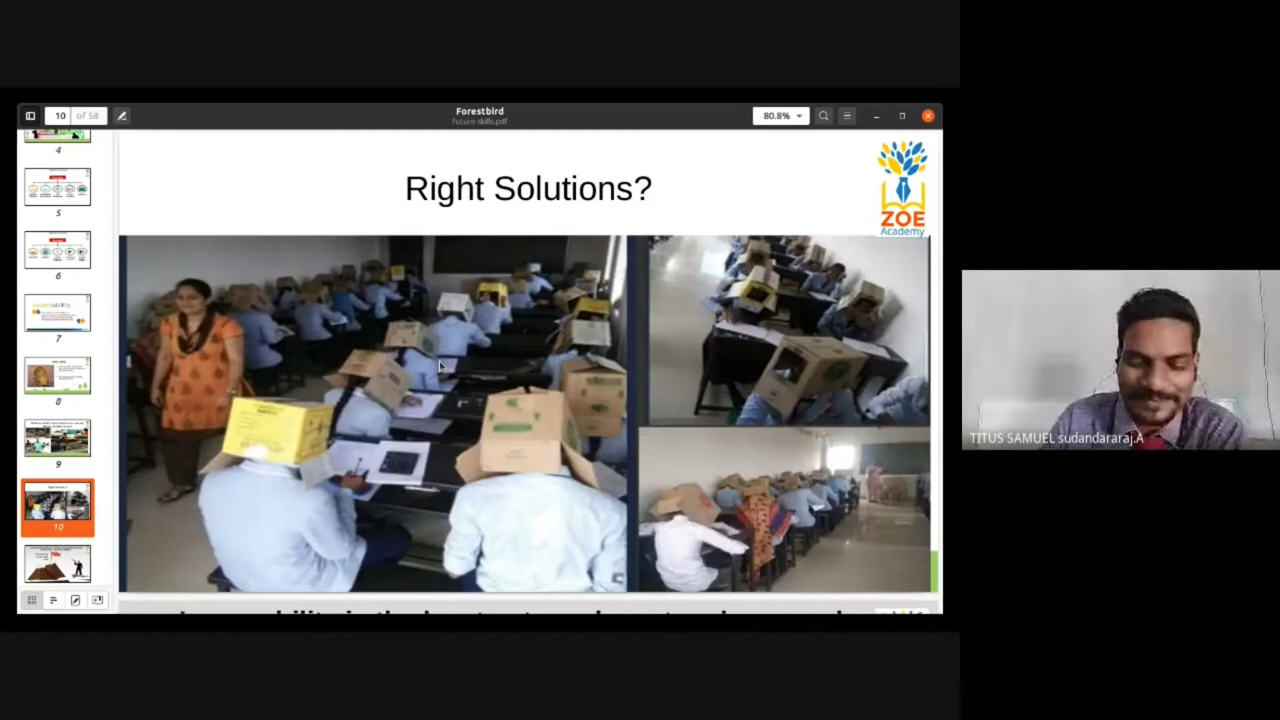 10 of 58
Forestbird
future skills.pdf
80.8%
4
5
6
7
8
9
10
Right Solutions?
ZOE
Academy
TITUS SAMUEL sudandararaj.A